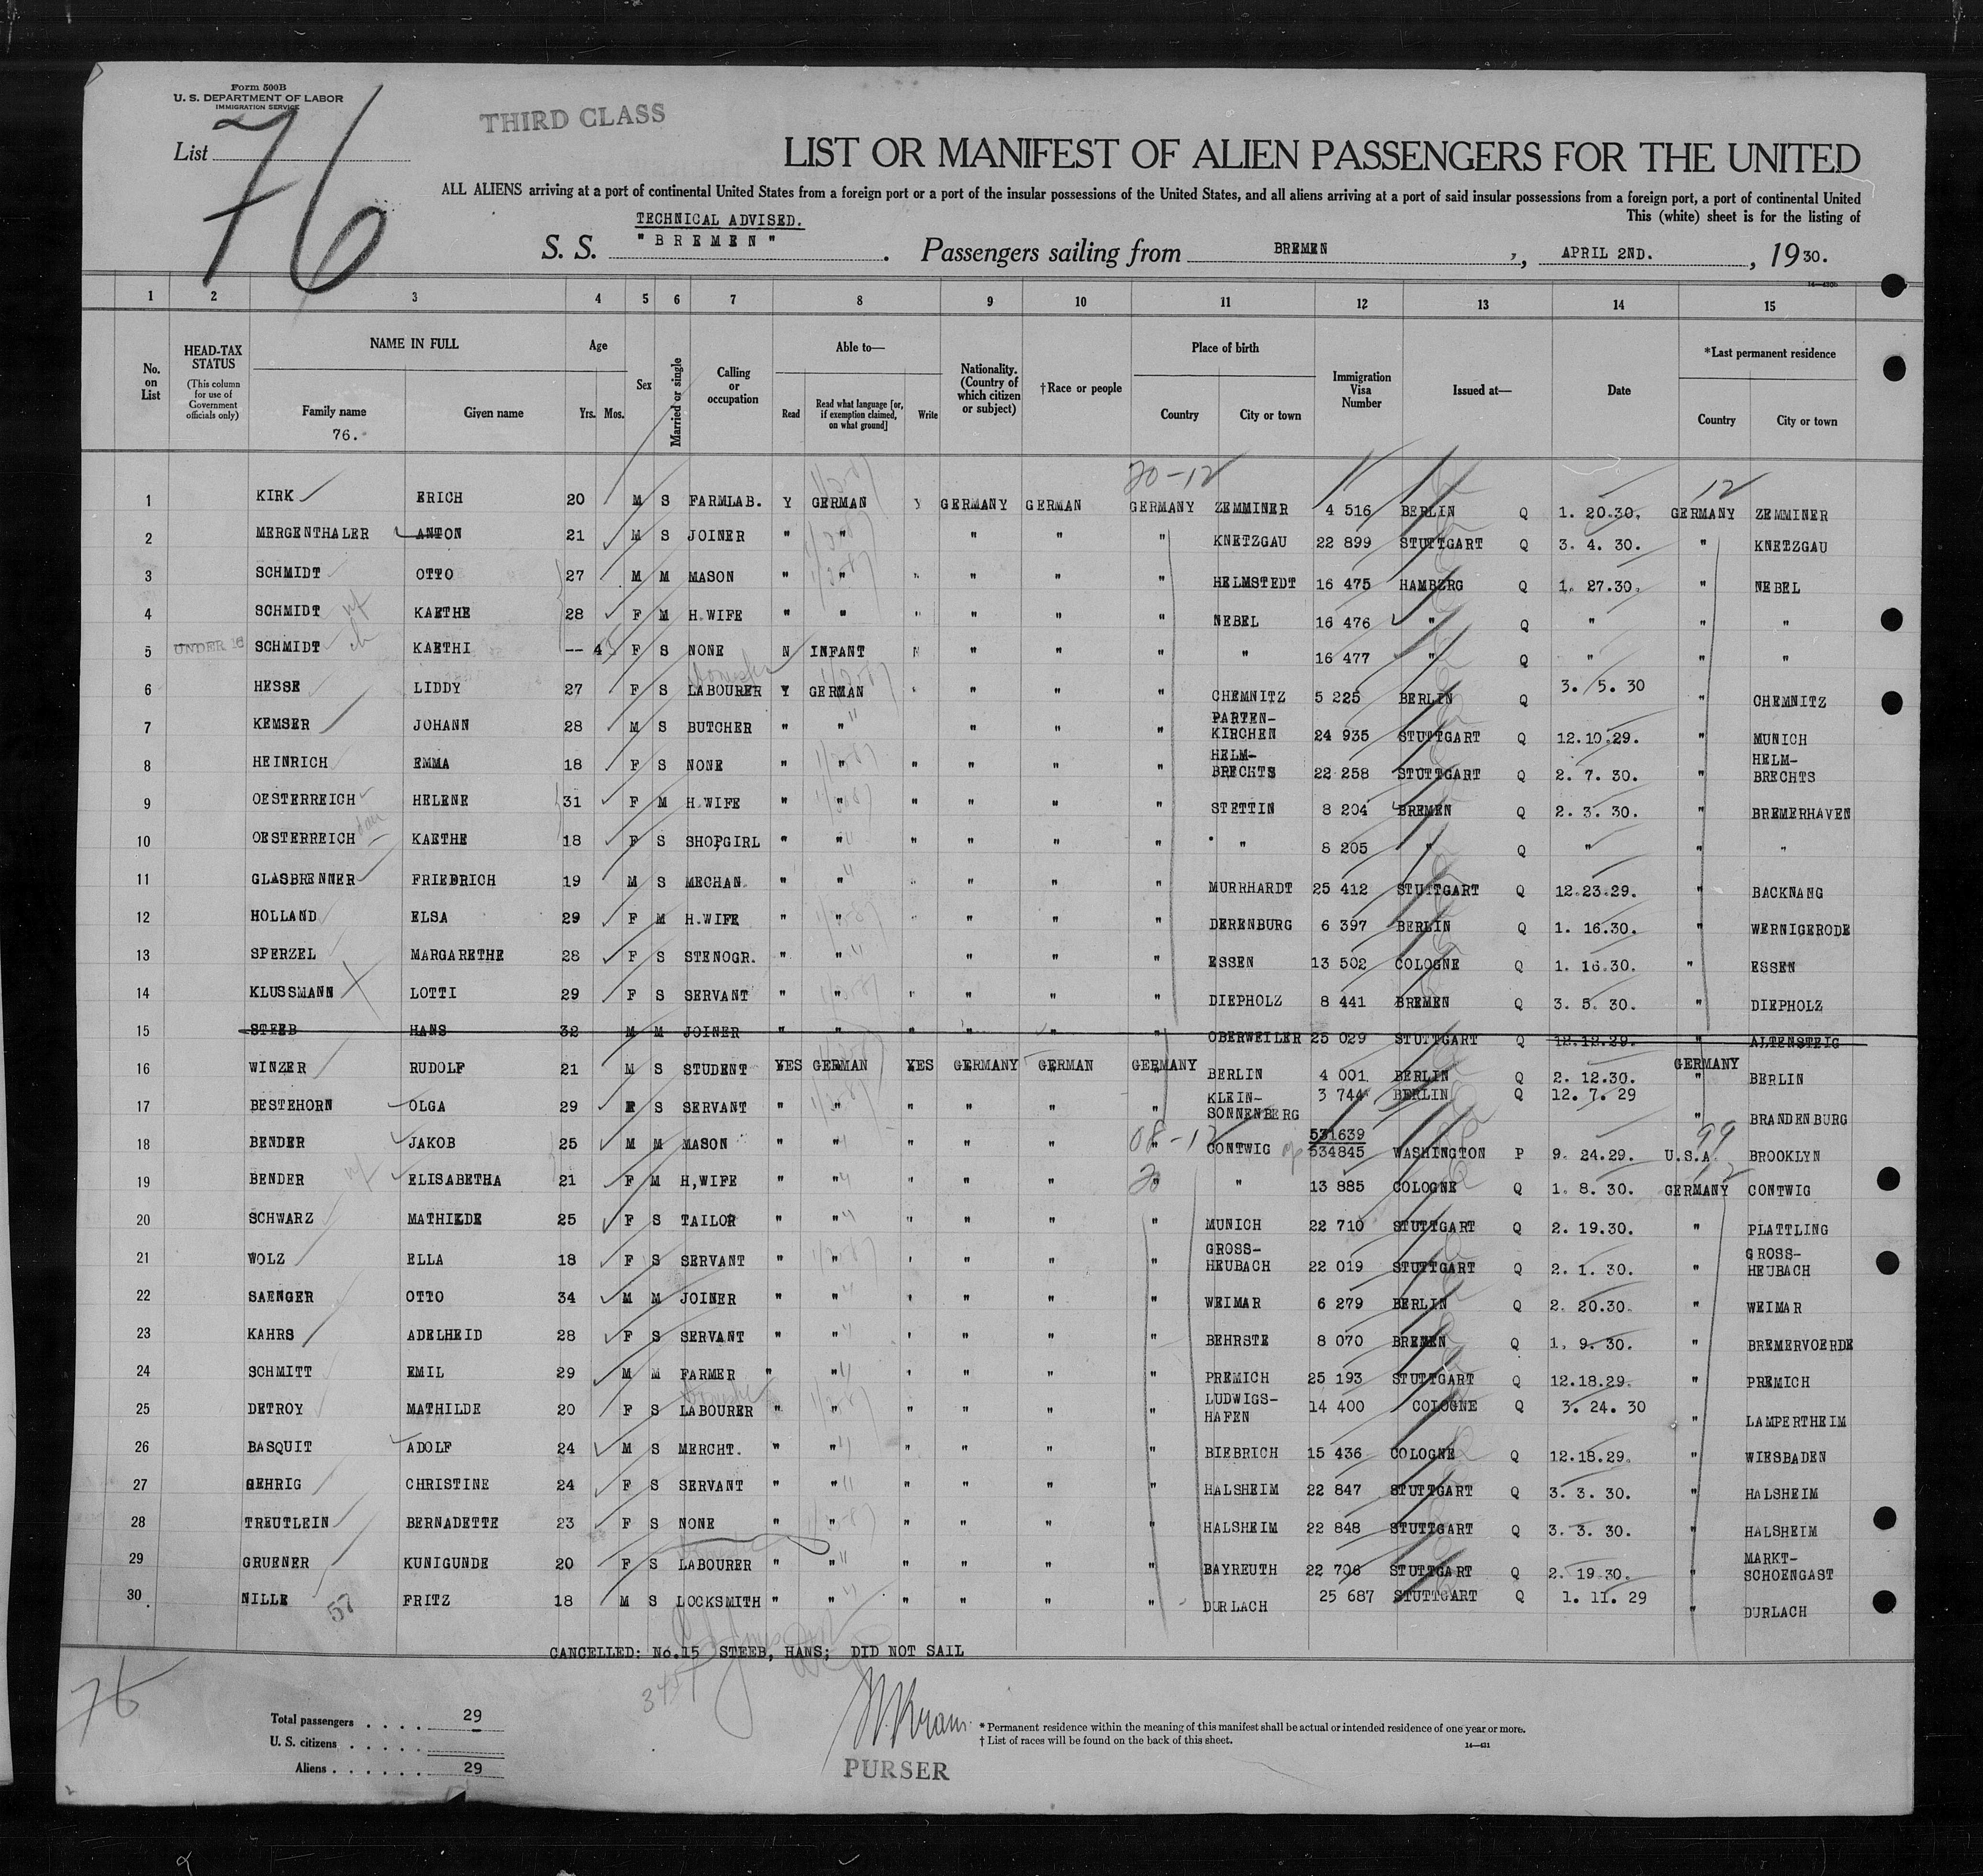 Form 500B
U. S. DEPARTMENT OF LABOR
IMMIGRATION SERVICE
List 76
THIRD CLASS
LIST OR MANIFEST OF ALIEN PASSENGERS FOR THE UNITED
ALL ALIENS arriving at a port of continental United States from a foreign port or a port of the insular possessions of the United States, and all aliens arriving at a port of said insular possessions from a foreign port, a port of continental United
This (white) sheet is for the listing of
TECHNICAL ADVISED.
S. S. "BREMEN". Passengers sailing from BREMEN, APRIL 2ND., 1930.
1 2 3 4 5 6 7 8 9 10 11 12 13 14 15
No. on List
HEAD-TAX STATUS
(This column for use of Government officials only)
NAME IN FULL
Family name
76.
Given name
Age
Yrs. Mos.
Sex
Married or single
Calling or occupation
Able to—
Read
Read what language [or, if exemption claimed, on what ground]
Write
Nationality. (Country of which citizen or subject)
†Race or people
Place of birth
Country
City or town
Immigration Visa Number
Issued at—
Date
*Last permanent residence
Country
City or town
20-12
12
1 KIRK ERICH 20 M S FARMLAB. Y GERMAN Y GERMANY GERMAN GERMANY ZEMMINER 4 516 BERLIN Q 1. 20.30. GERMANY ZEMMINER
2 MERGENTHALER ANTON 21 M S JOINER " " " " " KNETZGAU 22 899 STUTTGART Q 3. 4. 30. " KNETZGAU
3 SCHMIDT OTTO 27 M M MASON " " " " " " HELMSTEDT 16 475 HAMBERG Q 1. 27.30. " NEBEL
4 SCHMIDT wf KAETHE 28 F M H.WIFE " " " " " " NEBEL 16 476 " Q " " "
5 UNDER 16 SCHMIDT ch KAETHI -- 4 F S NONE N INFANT N " " " " 16 477 " Q " " "
6 HESSE LIDDY 27 F S LABOURER Y GERMAN " " " CHEMNITZ 5 225 BERLIN Q 3. 5. 30 " CHEMNITZ
7 KEMSER JOHANN 28 M S BUTCHER " " " " " PARTEN-KIRCHEN 24 935 STUTTGART Q 12.10.29. " MUNICH
8 HEINRICH EMMA 18 F S NONE " " " " " " HELM-BRECHTS 22 258 STUTTGART Q 2. 7. 30. " HELM-BRECHTS
9 OESTERREICH HELENE 31 F M H.WIFE " " " " " " STETTIN 8 204 BREMEN Q 2. 3. 30. " BREMERHAVEN
10 OESTERREICH dau KAETHE 18 F S SHOPGIRL " " " " " " " 8 205 " Q " " "
11 GLASBRENNER FRIEDRICH 19 M S MECHAN. " " " " " " MURRHARDT 25 412 STUTTGART Q 12.23.29. " BACKNANG
12 HOLLAND ELSA 29 F M H.WIFE " " " " " " DERENBURG 6 397 BERLIN Q 1. 16.30. " WERNIGERODE
13 SPERZEL MARGARETHE 28 F S STENOGR. " " " " " ESSEN 13 502 COLOGNE Q 1. 16.30. " ESSEN
14 KLUSSMANN LOTTI 29 F S SERVANT " " " " " " DIEPHOLZ 8 441 BREMEN Q 3. 5. 30. " DIEPHOLZ
15 STEEB HANS 32 M M JOINER " " " " " " OBERWEILER 25 029 STUTTGART Q 12.12.29. " ALTENSTEIG
16 WINZER RUDOLF 21 M S STUDENT YES GERMAN YES GERMANY GERMAN GERMANY BERLIN 4 001 BERLIN Q 2. 12.30. GERMANY BERLIN
17 BESTEHORN OLGA 29 F S SERVANT " " " " " " KLEIN-SONNENBERG 3 744 BERLIN Q 12. 7. 29 " BRANDENBURG
08-12
99
18 BENDER JAKOB 25 M M MASON " " " " " " CONTWIG 531639 534845 WASHINGTON P 9. 24.29. U.S.A. BROOKLYN
20
12
19 BENDER wf ELISABETHA 21 F M H,WIFE " " " " " " " 13 885 COLOGNE Q 1. 8. 30. GERMANY CONTWIG
20 SCHWARZ MATHILDE 25 F S TAILOR " " " " " " MUNICH 22 710 STUTTGART Q 2. 19.30. " PLATTLING
21 WOLZ ELLA 18 F S SERVANT " " " " " " GROSS-HEUBACH 22 019 STUTTGART Q 2. 1. 30. " GROSS-HEUBACH
22 SAENGER OTTO 34 M M JOINER " " " " " " WEIMAR 6 279 BERLIN Q 2. 20.30. " WEIMAR
23 KAHRS ADELHEID 28 F S SERVANT " " " " " " BEHRSTE 8 070 BREMEN Q 1. 9. 30. " BREMERVOERDE
24 SCHMITT EMIL 29 M M FARMER " " " " " " PREMICH 25 193 STUTTGART Q 12.18.29. " PREMICH
25 DETROY MATHILDE 20 F S LABOURER " " " " " " LUDWIGS-HAFEN 14 400 COLOGNE Q 3. 24. 30 " LAMPERTHEIM
26 BASQUIT ADOLF 24 M S MERCHT. " " " " " " BIEBRICH 15 436 COLOGNE Q 12.18.29. " WIESBADEN
27 GEHRIG CHRISTINE 24 F S SERVANT " " " " " " HALSHEIM 22 847 STUTTGART Q 3. 3. 30. " HALSHEIM
28 TREUTLEIN BERNADETTE 23 F S NONE " " " " " " HALSHEIM 22 848 STUTTGART Q 3. 3. 30. " HALSHEIM
29 GRUENER KUNIGUNDE 20 F S LABOURER " " " " " " BAYREUTH 22 706 STUTTGART Q 2. 19.30. " MARKT-SCHOENGAST
30. NILLE 57 FRITZ 18 M S LOCKSMITH " " " " " " DURLACH 25 687 STUTTGART Q 1. 11. 29 " DURLACH
CANCELLED: No.15 STEEB, HANS; DID NOT SAIL
76
Total passengers . . . . 29
U. S. citizens . . . . .
Aliens . . . . . . 29
PURSER
* Permanent residence within the meaning of this manifest shall be actual or intended residence of one year or more.
† List of races will be found on the back of this sheet.
14—431